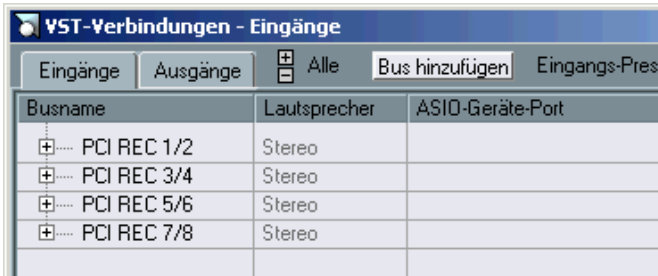 VST-Verbindungen - Eingänge
Eingänge Ausgänge Alle Bus hinzufügen Eingangs-Pres
Busname Lautsprecher ASIO-Geräte-Port
PCI REC 1/2 Stereo
PCI REC 3/4 Stereo
PCI REC 5/6 Stereo
PCI REC 7/8 Stereo